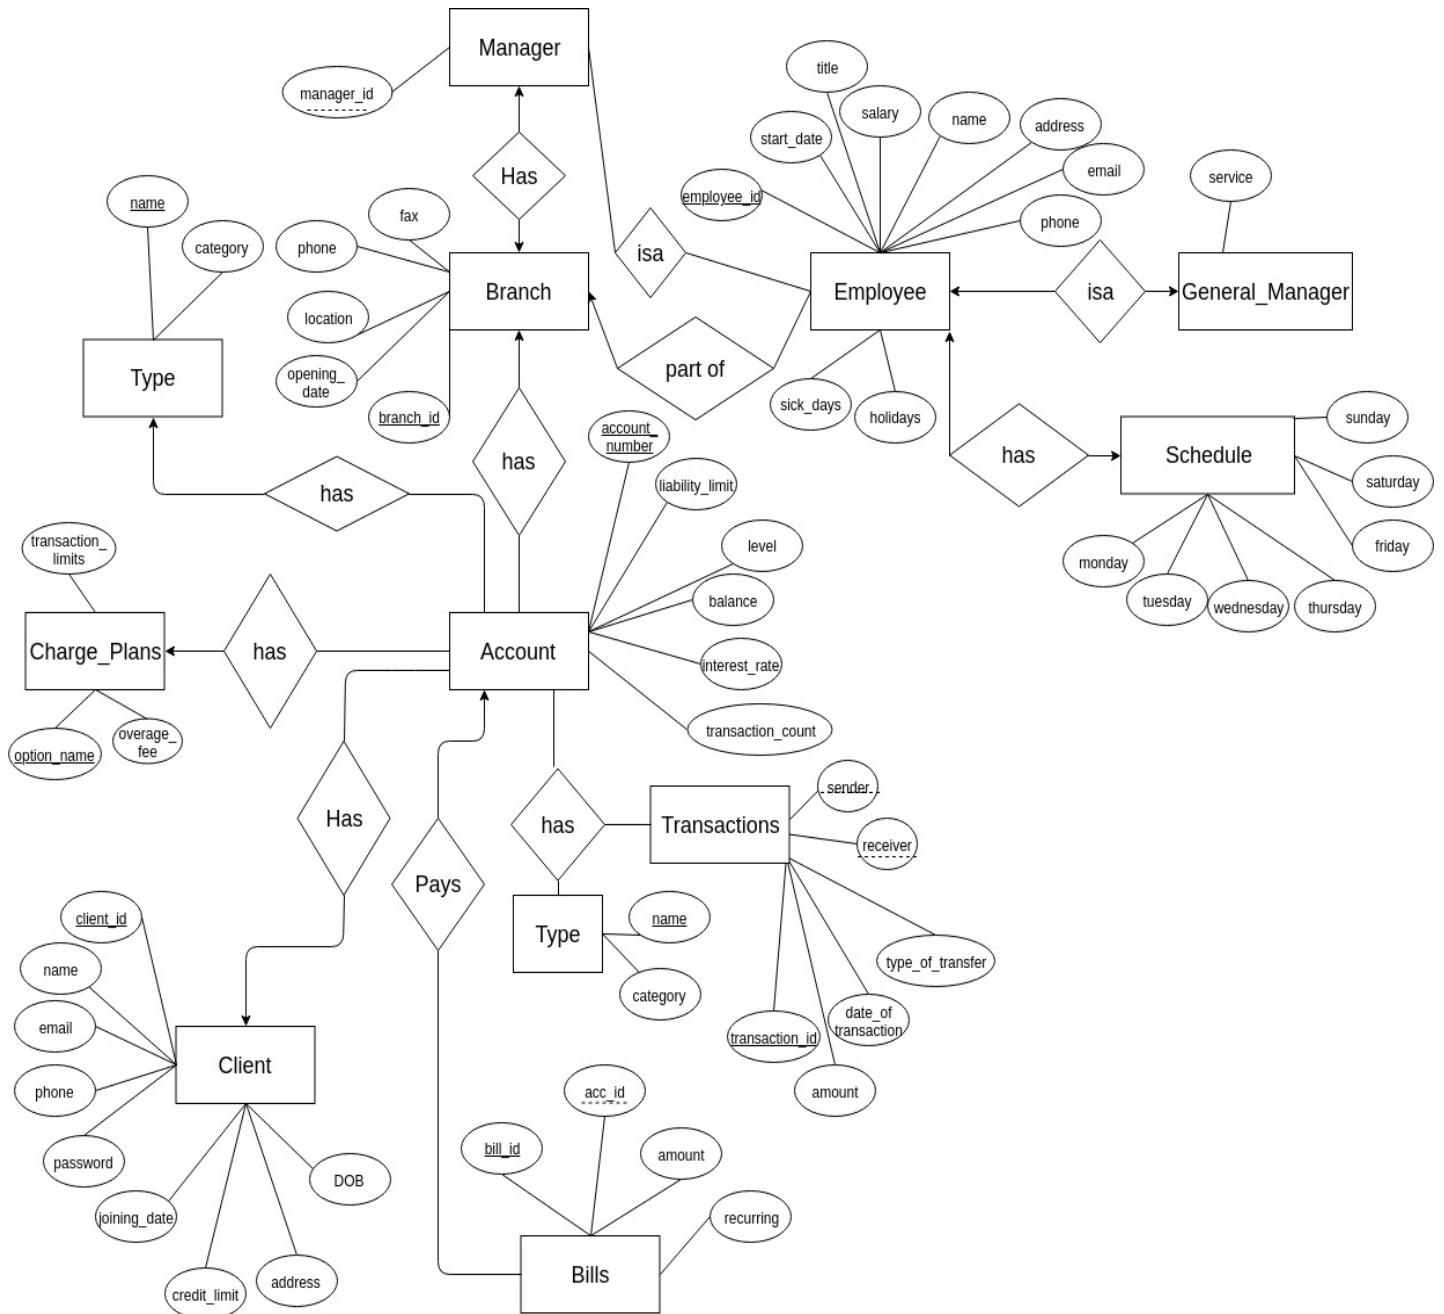 Manager
manager_id
Has
title
salary
name
address
start_date
email
employee_id
phone
service
name
category
fax
phone
location
opening_
date
branch_id
Branch
isa
Employee
isa
General_Manager
Type
part of
sick_days
holidays
has
account_
number
liability_limit
has
Schedule
sunday
saturday
friday
monday
tuesday
wednesday
thursday
has
transaction_
limits
level
balance
Charge_Plans
has
Account
interest_rate
transaction_count
option_name
overage_
fee
Has
Pays
has
Transactions
sender
receiver
Type
name
category
type_of_transfer
date_of
transaction
transaction_id
amount
client_id
name
email
phone
password
Client
joining_date
credit_limit
address
DOB
acc_id
bill_id
amount
recurring
Bills